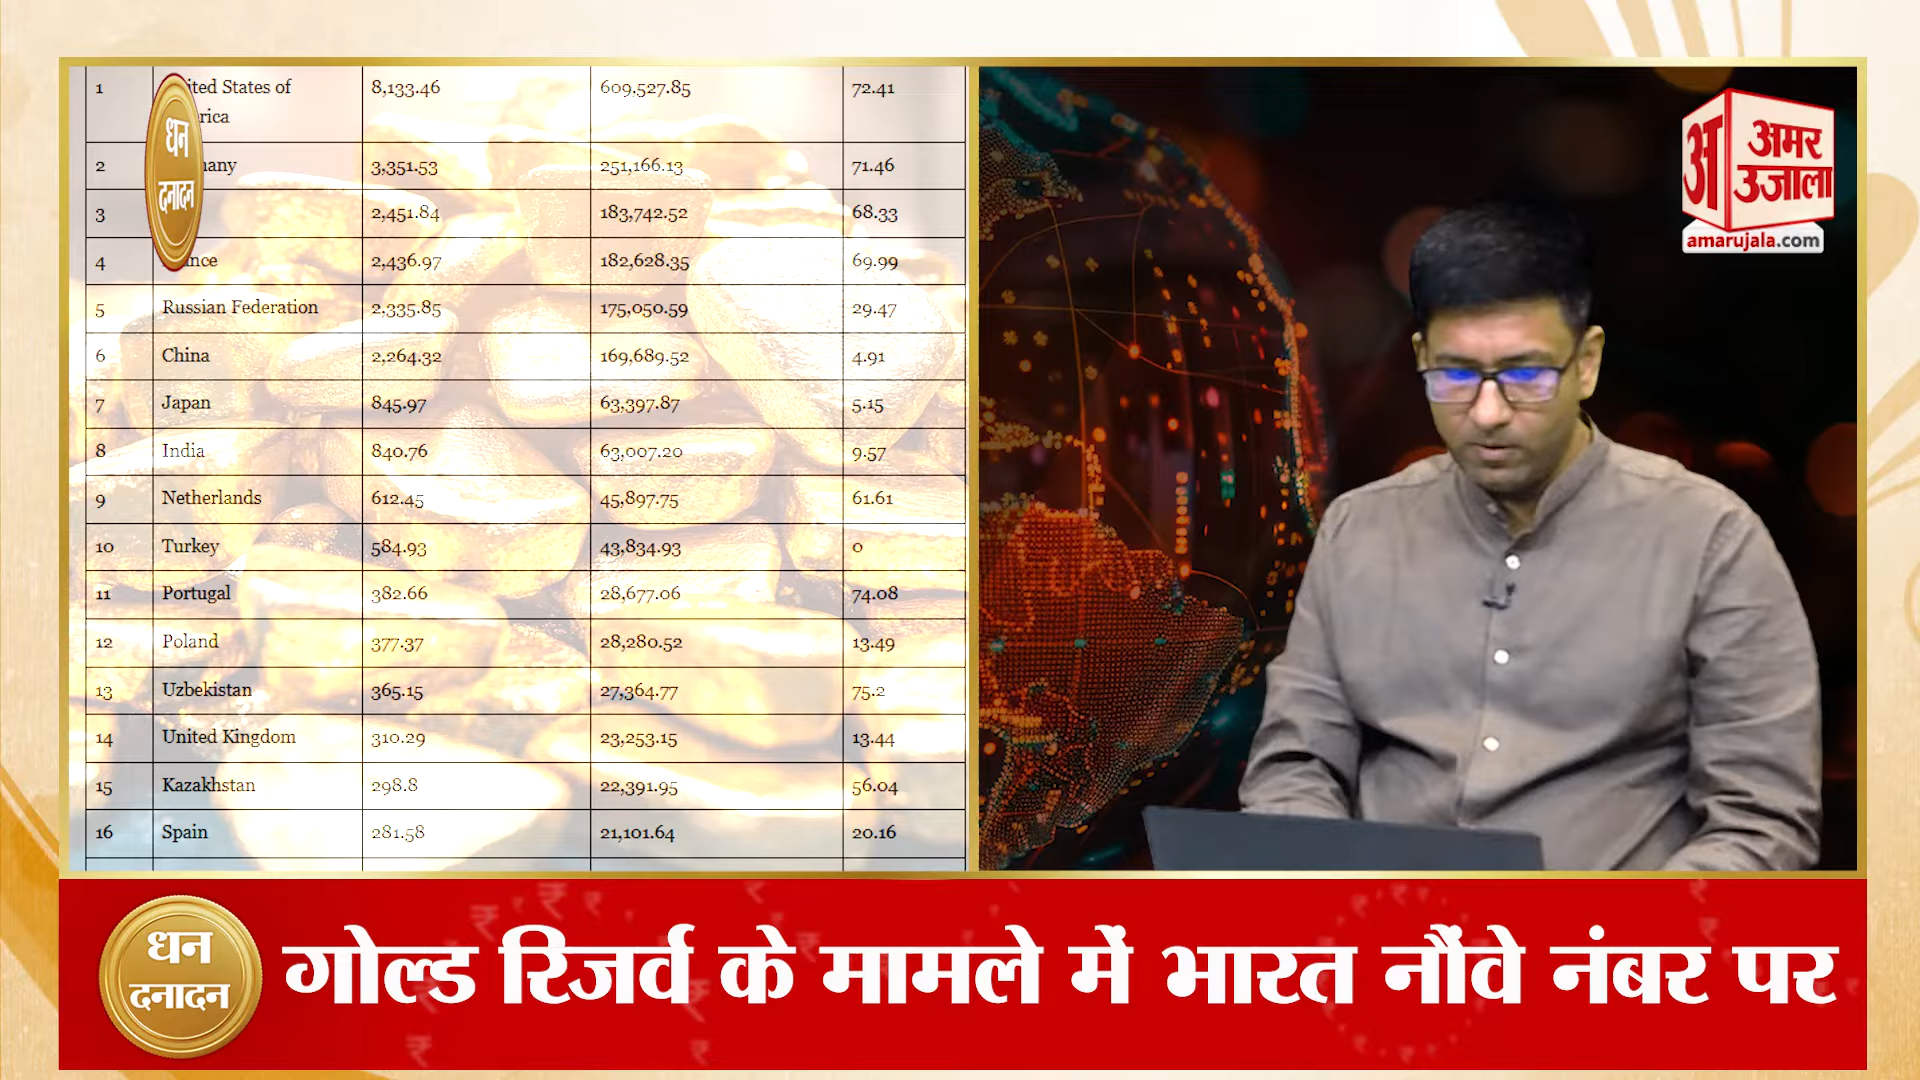 1 ited States of rica 8,133.46 609,527.85 72.41
2 any 3,351.53 251,166.13 71.46
3 2,451.84 183,742.52 68.33
4 nce 2,436.97 182,628.35 69.99
5 Russian Federation 2,335.85 175,050.59 29.47
6 China 2,264.32 169,689.52 4.91
7 Japan 845.97 63,397.87 5.15
8 India 840.76 63,007.20 9.57
9 Netherlands 612.45 45,897.75 61.61
10 Turkey 584.93 43,834.93 0
11 Portugal 382.66 28,677.06 74.08
12 Poland 377.37 28,280.52 13.49
13 Uzbekistan 365.15 27,364.77 75.2
14 United Kingdom 310.29 23,253.15 13.44
15 Kazakhstan 298.8 22,391.95 56.04
16 Spain 281.58 21,101.64 20.16
धन
दनादन
अ
अमर
उजाला
amarujala.com
धन
दनादन
गोल्ड रिजर्व के मामले में भारत नौंवे नंबर पर